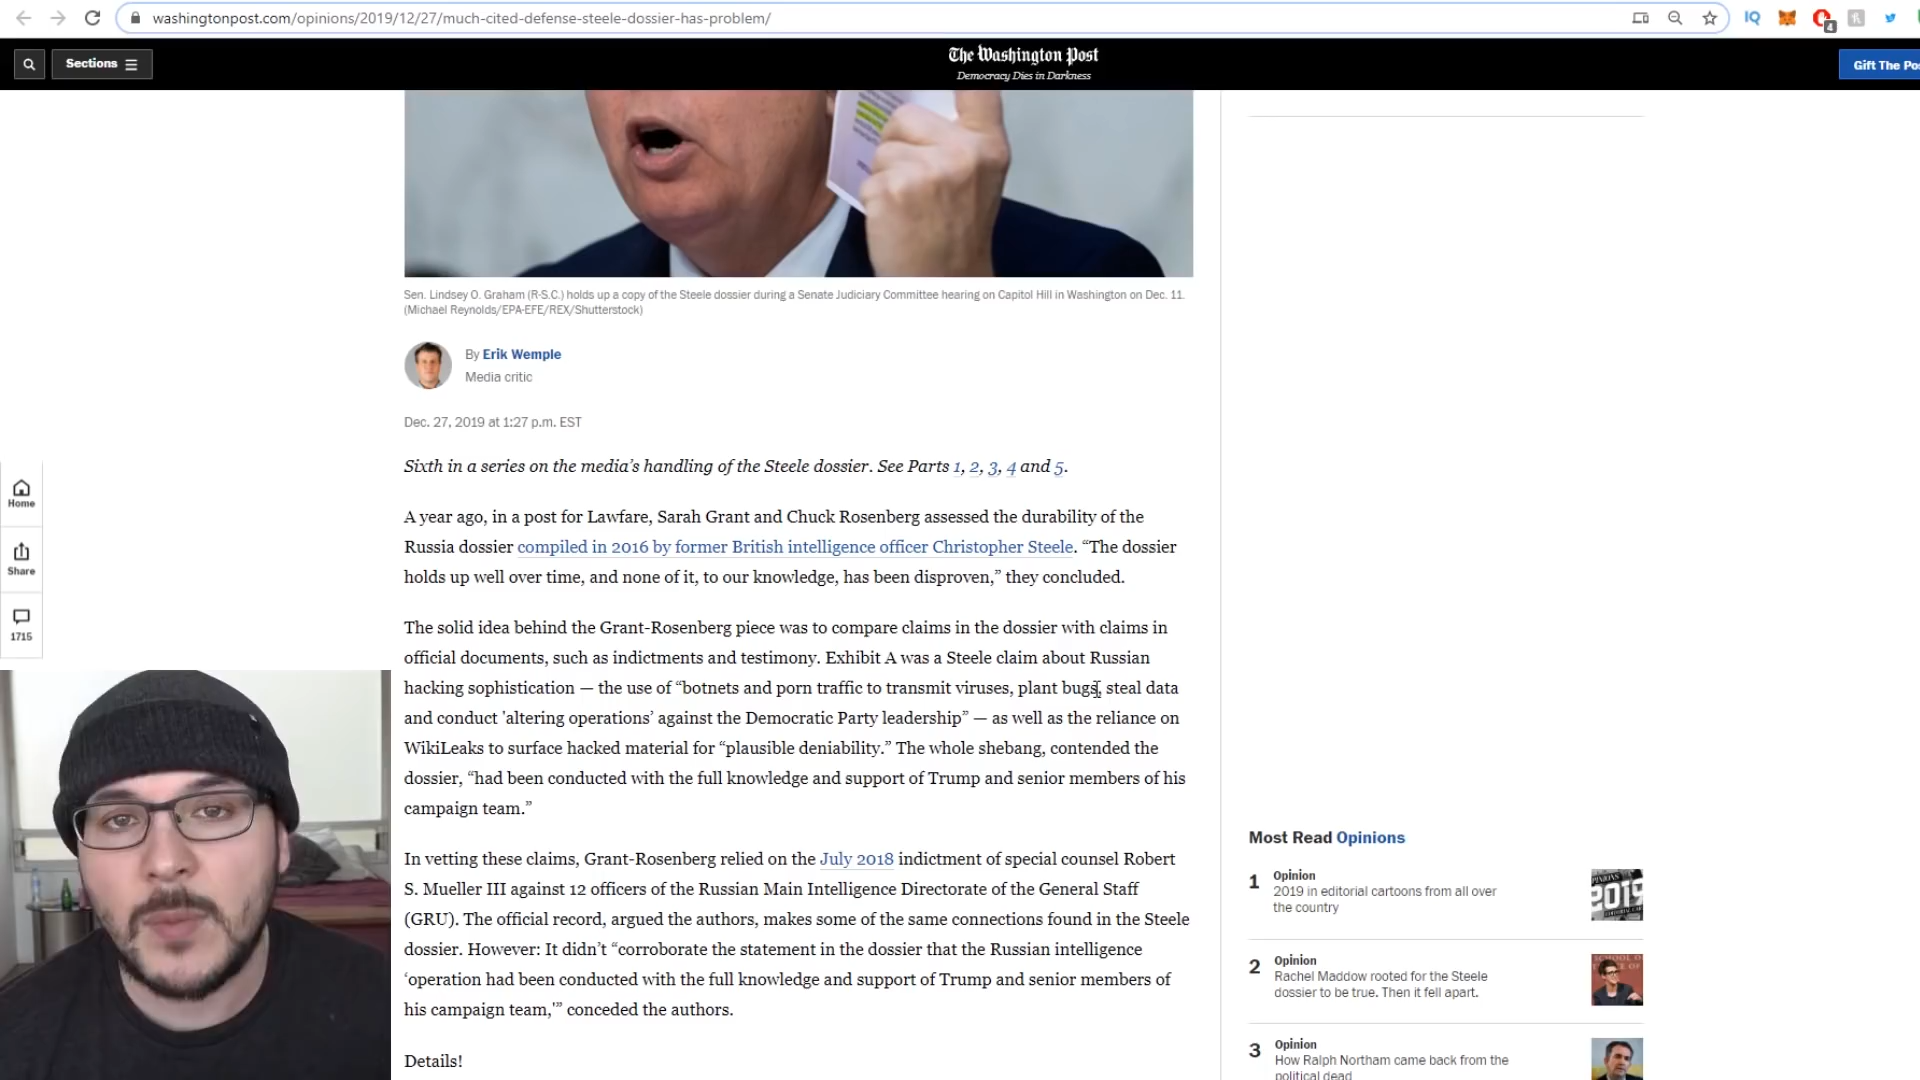 washingtonpost.com/opinions/2019/12/27/much-cited-defense-steele-dossier-has-problem/
IQ
4
Sections
The Washington Post
Democracy Dies in Darkness
Gift The Po
Sen. Lindsey O. Graham (R-S.C.) holds up a copy of the Steele dossier during a Senate Judiciary Committee hearing on Capitol Hill in Washington on Dec. 11.
(Michael Reynolds/EPA-EFE/REX/Shutterstock)
By Erik Wemple
Media critic
Dec. 27, 2019 at 1:27 p.m. EST
Sixth in a series on the media’s handling of the Steele dossier. See Parts 1, 2, 3, 4 and 5.
A year ago, in a post for Lawfare, Sarah Grant and Chuck Rosenberg assessed the durability of the
Russia dossier compiled in 2016 by former British intelligence officer Christopher Steele. “The dossier
holds up well over time, and none of it, to our knowledge, has been disproven,” they concluded.
The solid idea behind the Grant-Rosenberg piece was to compare claims in the dossier with claims in
official documents, such as indictments and testimony. Exhibit A was a Steele claim about Russian
hacking sophistication — the use of “botnets and porn traffic to transmit viruses, plant bugs, steal data
and conduct 'altering operations’ against the Democratic Party leadership” — as well as the reliance on
WikiLeaks to surface hacked material for “plausible deniability.” The whole shebang, contended the
dossier, “had been conducted with the full knowledge and support of Trump and senior members of his
campaign team.”
In vetting these claims, Grant-Rosenberg relied on the July 2018 indictment of special counsel Robert
S. Mueller III against 12 officers of the Russian Main Intelligence Directorate of the General Staff
(GRU). The official record, argued the authors, makes some of the same connections found in the Steele
dossier. However: It didn’t “corroborate the statement in the dossier that the Russian intelligence
‘operation had been conducted with the full knowledge and support of Trump and senior members of
his campaign team,'” conceded the authors.
Details!
Home
Share
1715
Most Read Opinions
1
Opinion
2019 in editorial cartoons from all over
the country
2019
2
Opinion
Rachel Maddow rooted for the Steele
dossier to be true. Then it fell apart.
3
Opinion
How Ralph Northam came back from the
political dead